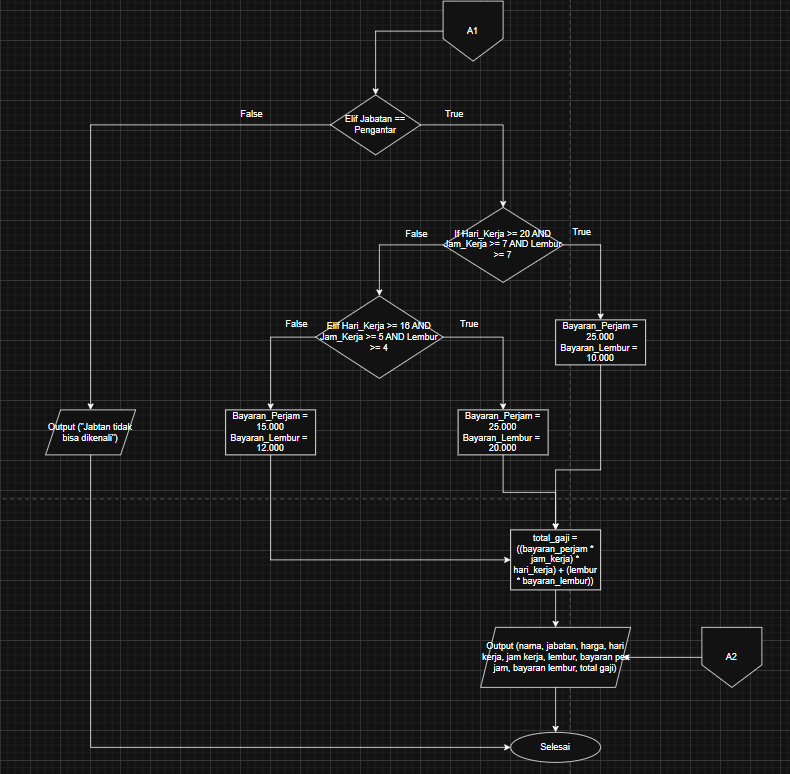 A1
False
True
Elif Jabatan ==
Pengantar
False
True
If Hari_Kerja >= 20 AND
Jam_Kerja >= 7 AND Lembur
>= 7
False
True
Elif Hari_Kerja >= 16 AND
Jam_Kerja >= 5 AND Lembur
>= 4
Bayaran_Perjam =
25.000
Bayaran_Lembur =
10.000
Output ("Jabtan tidak
bisa dikenali")
Bayaran_Perjam =
15.000
Bayaran_Lembur =
12.000
Bayaran_Perjam =
25.000
Bayaran_Lembur =
20.000
total_gaji =
((bayaran_perjam *
jam_kerja) *
hari_kerja) + (lembur
* bayaran_lembur))
Output (nama, jabatan, harga, hari
kerja, jam kerja, lembur, bayaran per
jam, bayaran lembur, total gaji)
A2
Selesai